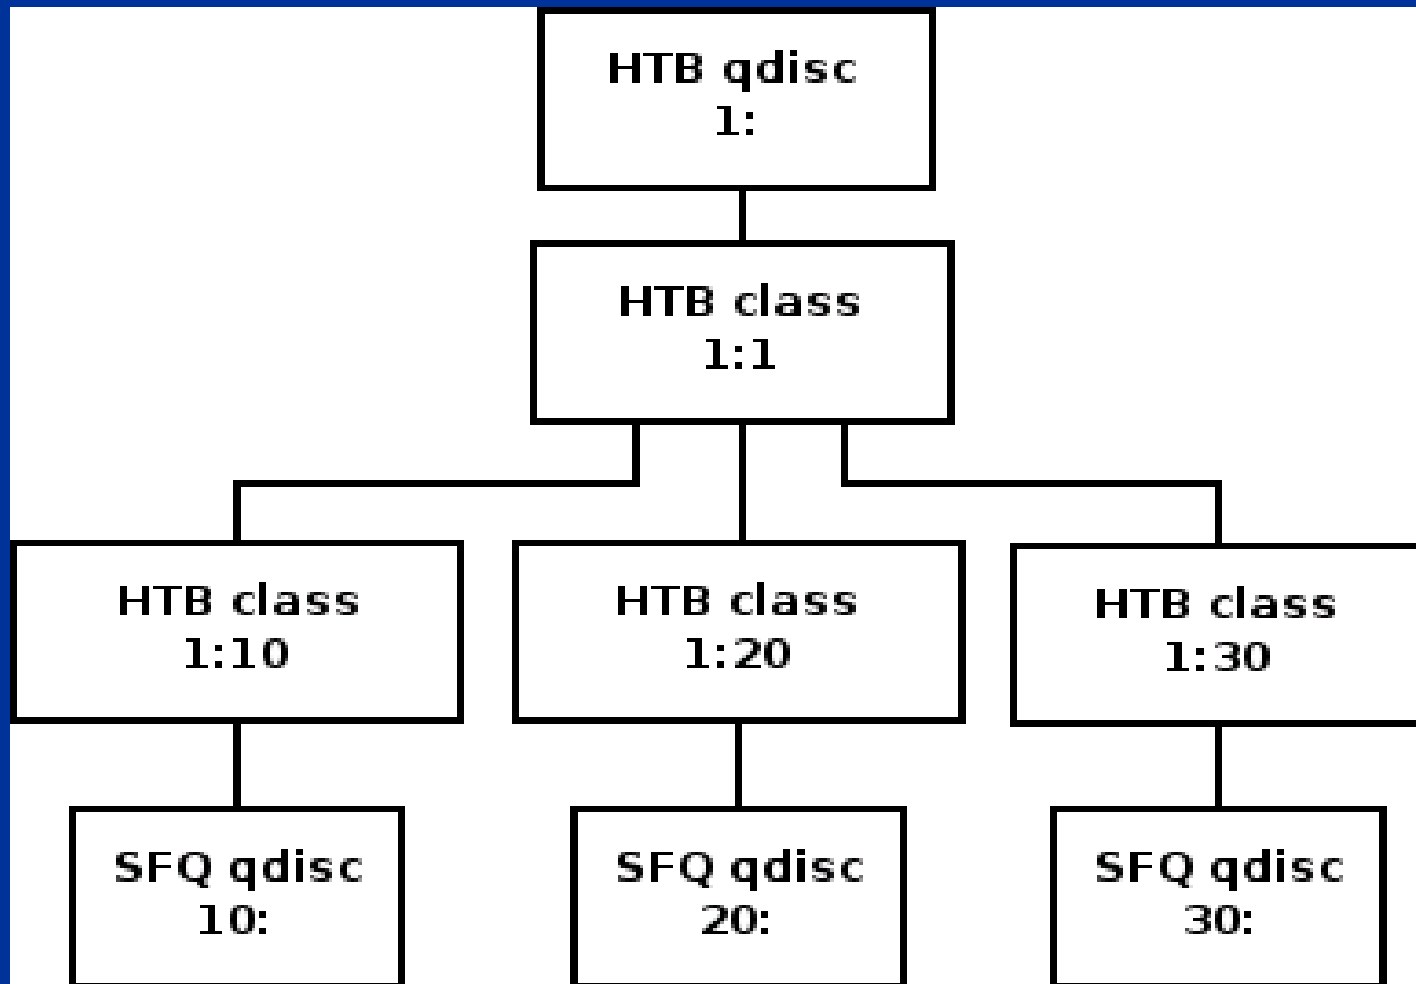 HTB qdisc
1:
HTB class
1:1
HTB class
1:10
HTB class
1:20
HTB class
1:30
SFQ qdisc
10:
SFQ qdisc
20:
SFQ qdisc
30: